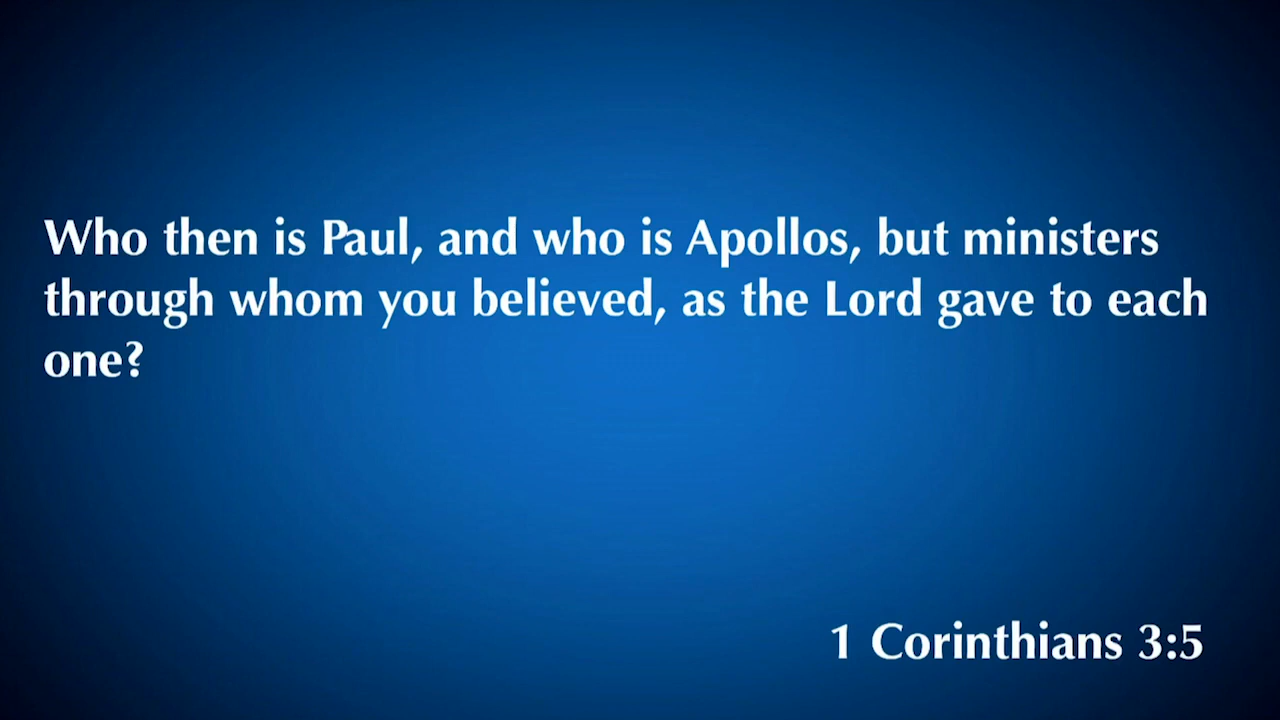 Who then is Paul, and who is Apollos, but ministers
through whom you believed, as the Lord gave to each
one?
1 Corinthians 3:5